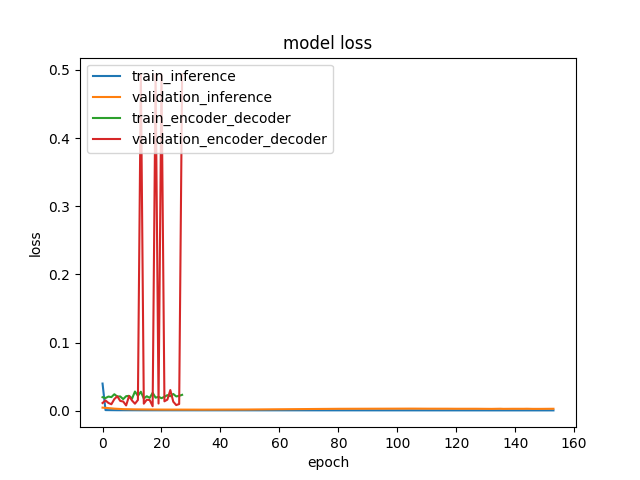 model loss
train_inference
validation_inference
train_encoder_decoder
validation_encoder_decoder
0.5
0.4
0.3
0.2
0.1
0.0
loss
0 20 40 60 80 100 120 140 160
epoch